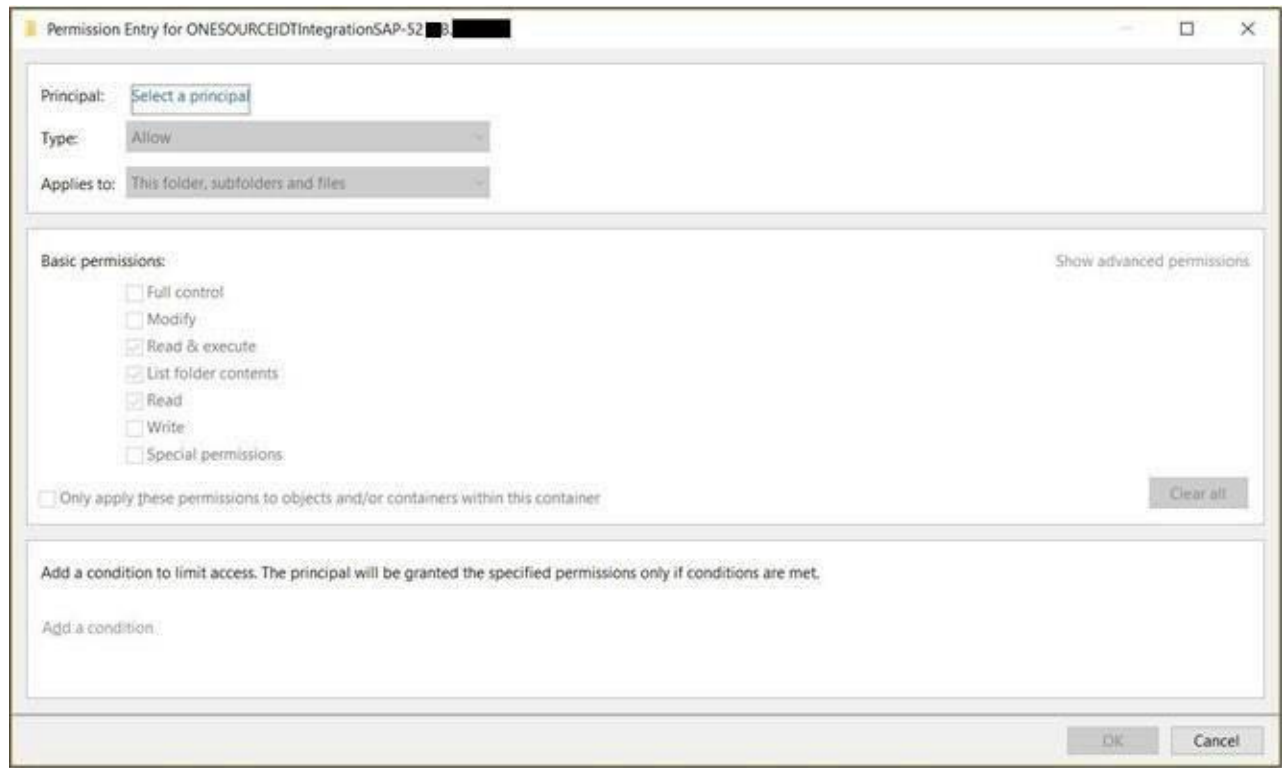 Permission Entry for ONESOURCEIDTIntegrationSAP-52 8.
Principal: Select a principal
Type: Allow
Applies to: This folder, subfolders and files
Basic permissions: Show advanced permissions
Full control
Modify
Read & execute
List folder contents
Read
Write
Special permissions
Only apply these permissions to objects and/or containers within this container Clear all
Add a condition to limit access. The principal will be granted the specified permissions only if conditions are met.
Add a condition
OK Cancel